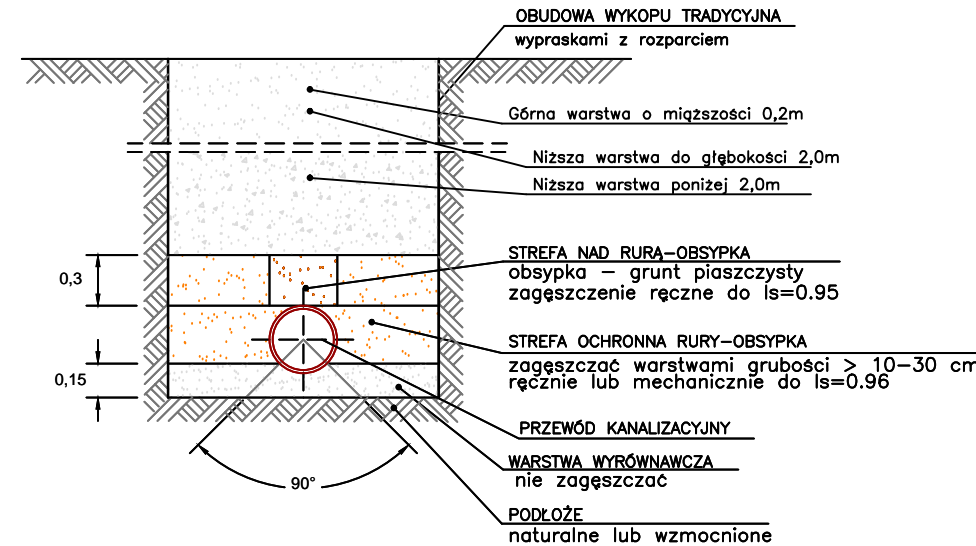 OBUDOWA WYKOPU TRADYCYJNA
wypraskami z rozparciem
Górna warstwa o miąższości 0,2m
Niższa warstwa do głębokości 2,0m
Niższa warstwa poniżej 2,0m
STREFA NAD RURĄ-OBSYPKA
obsypka – grunt piaszczysty
zagęszczenie ręczne do Is=0.95
0,3
STREFA OCHRONNA RURY-OBSYPKA
zagęszczać warstwami grubości > 10-30 cm
ręcznie lub mechanicznie do Is=0.96
0,15
PRZEWÓD KANALIZACYJNY
WARSTWA WYRÓWNAWCZA
nie zagęszczać
90°
PODŁOŻE
naturalne lub wzmocnione